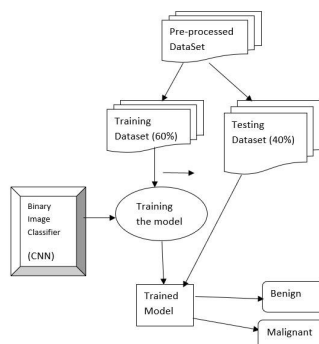 Pre-processed
DataSet
Training
Dataset (60%)
Testing
Dataset (40%)
Binary
Image
Classifier
(CNN)
Training
the model
Trained
Model
Benign
Malignant